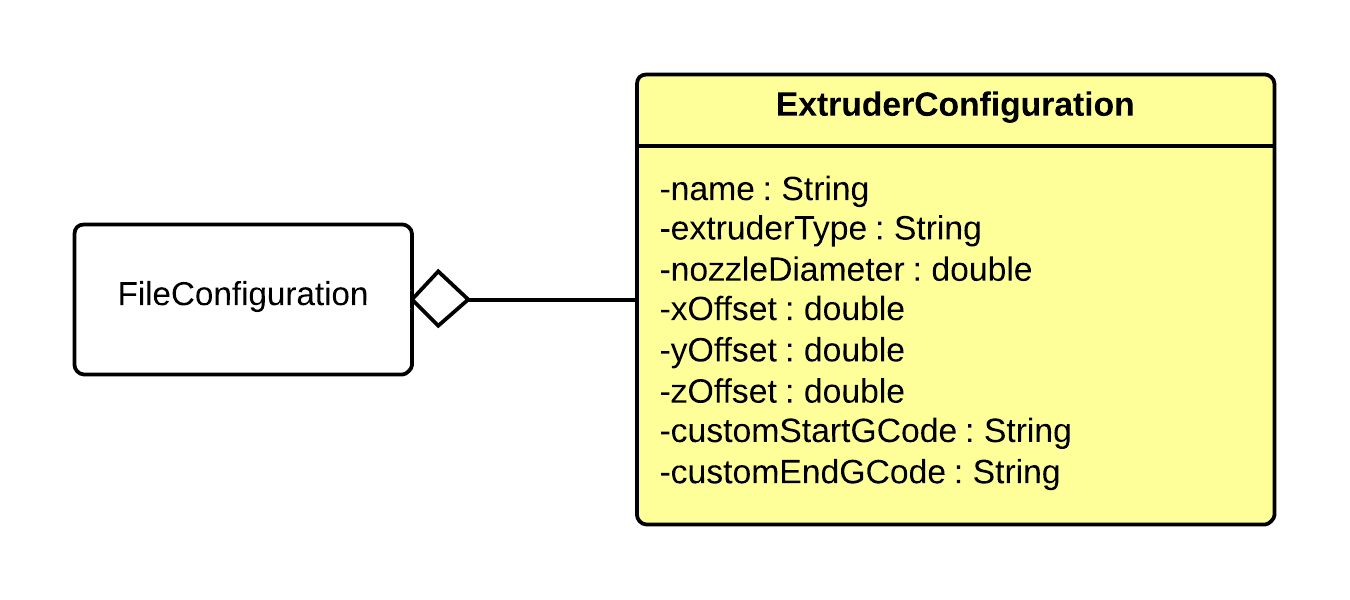 FileConfiguration
ExtruderConfiguration
-name : String
-extruderType : String
-nozzleDiameter : double
-xOffset : double
-yOffset : double
-zOffset : double
-customStartGCode : String
-customEndGCode : String